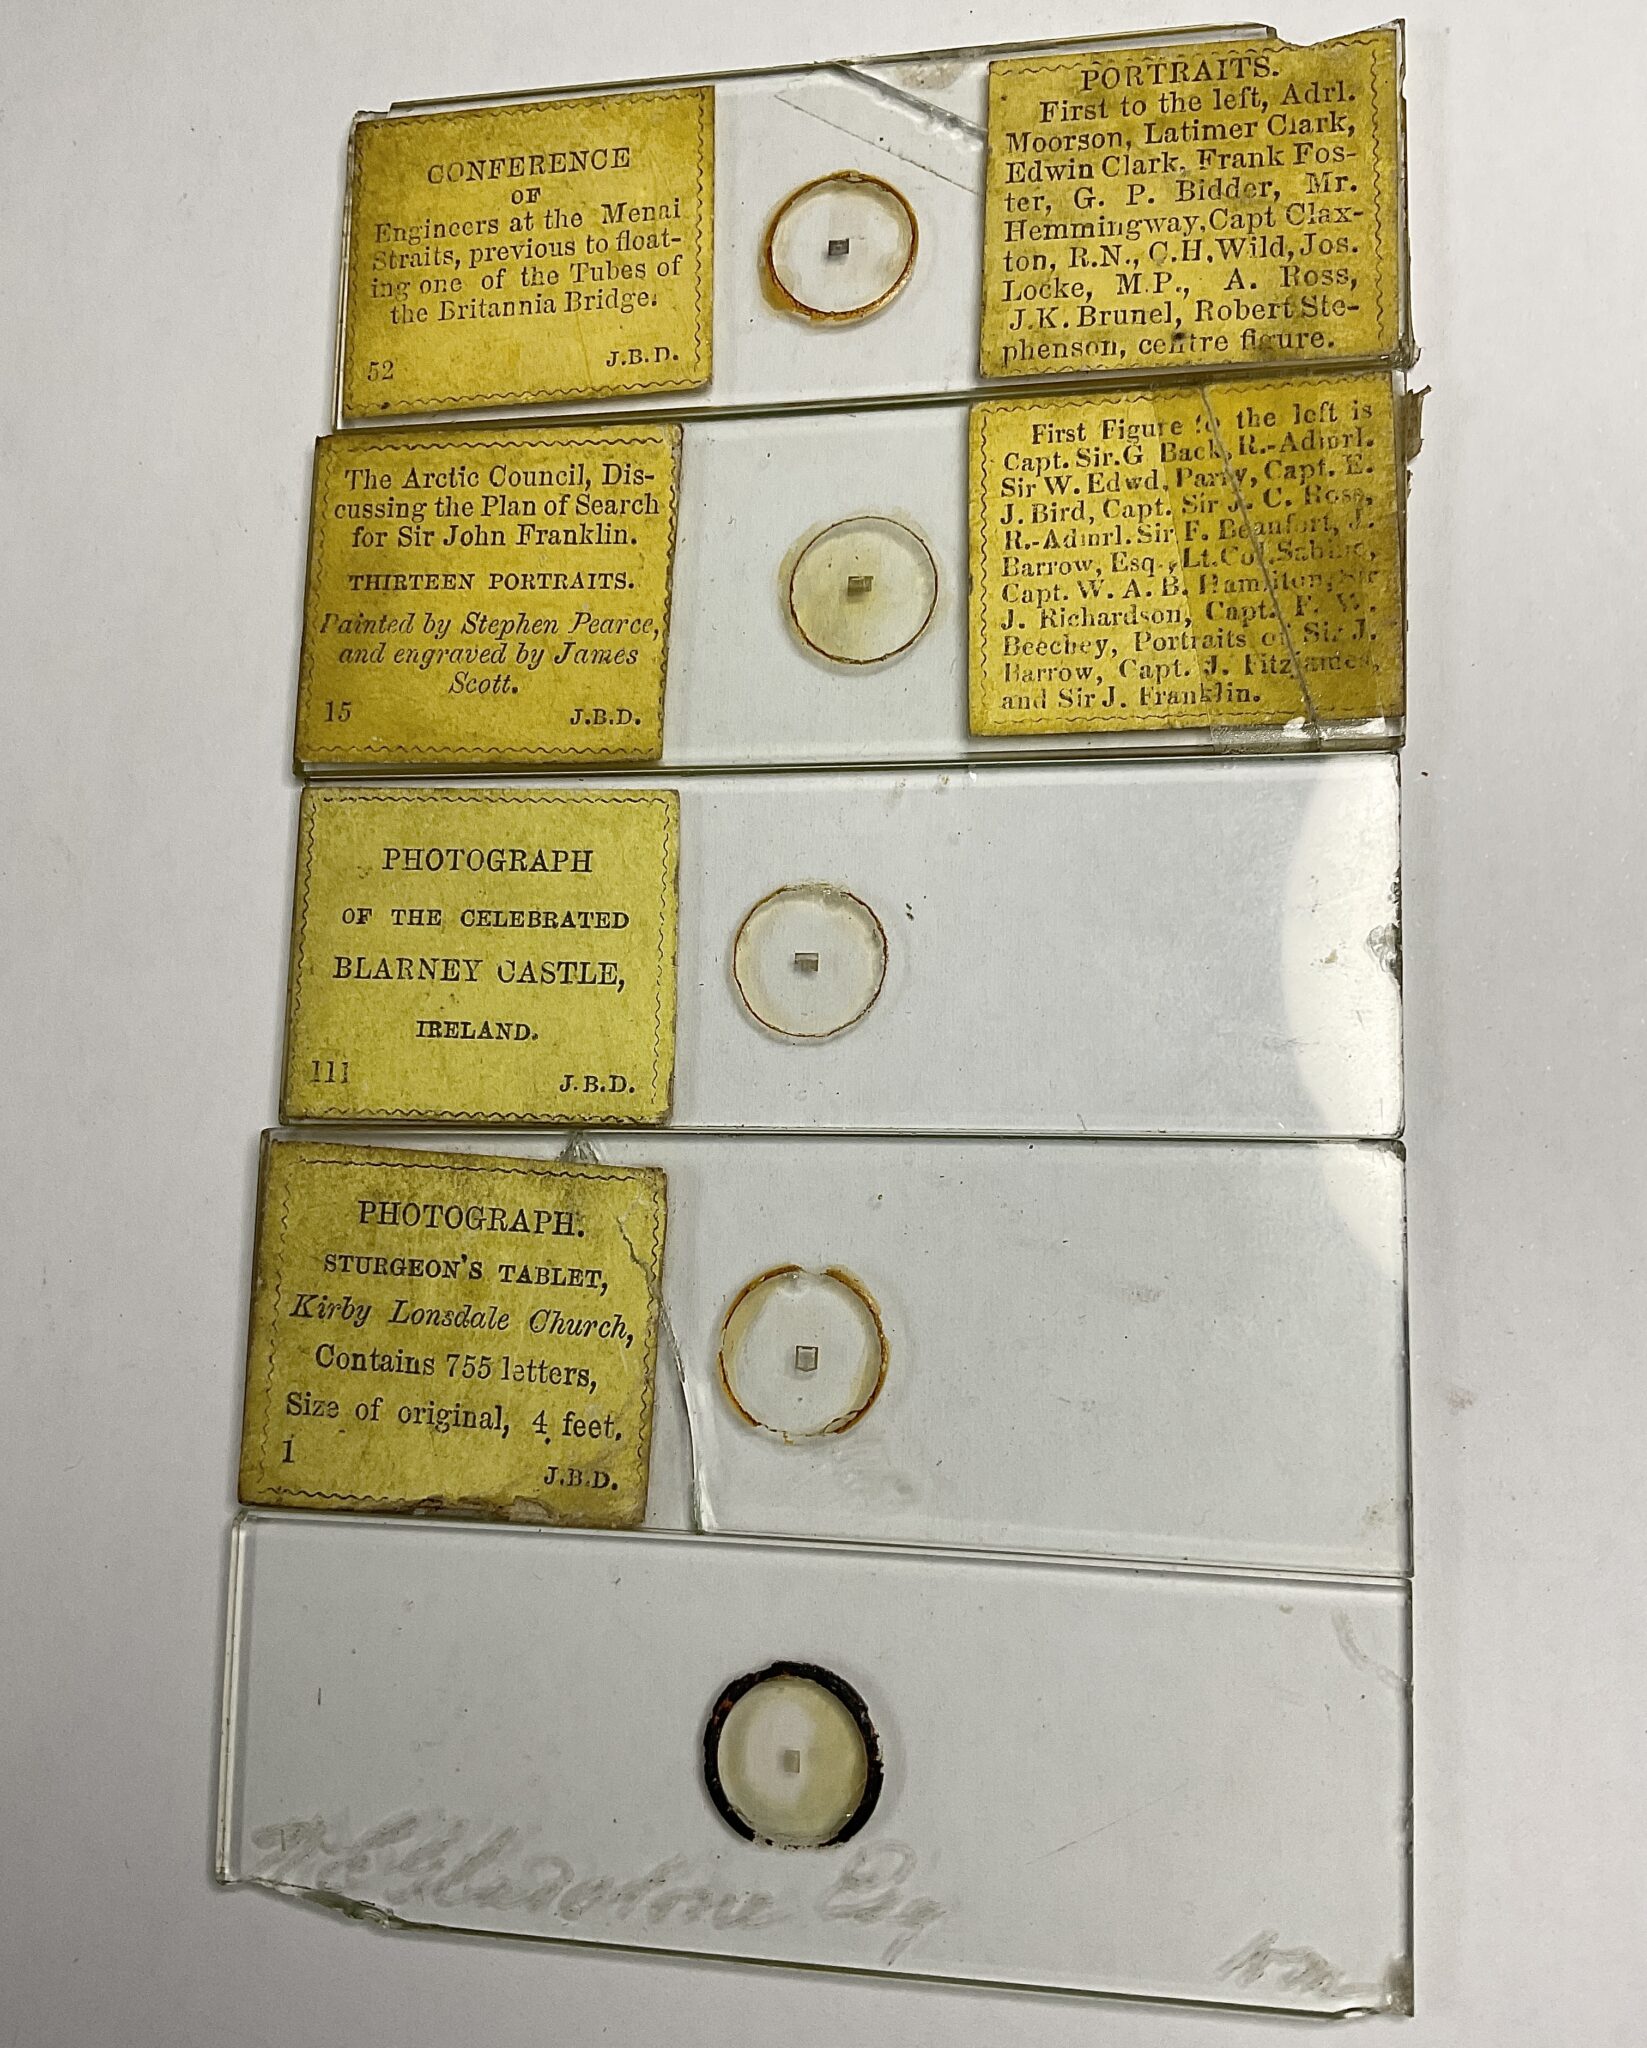 CONFERENCE
OF
Engineers at the Menai
Straits, previous to float-
ing one of the Tubes of
the Britannia Bridge.
52 J.B.D.
PORTRAITS.
First to the left, Adrl.
Moorson, Latimer Clark,
Edwin Clark, Frank Fos-
ter, G. P. Bidder, Mr.
Hemmingway, Capt Clax-
ton, R.N., C.H. Wild, Jos.
Locke, M.P., A. Ross,
J.K. Brunel, Robert Ste-
phenson, centre figure.
The Arctic Council, Dis-
cussing the Plan of Search
for Sir John Franklin.
THIRTEEN PORTRAITS.
Painted by Stephen Pearce,
and engraved by James
Scott.
15 J.B.D.
First Figure to the left is
Capt. Sir.G Back, R.-Admrl.
Sir W. Edwd, Parry, Capt. E.
J. Bird, Capt. Sir J. C. Ross,
R.-Admrl. Sir F. Beaufort, J.
Barrow, Esq., Lt. Col. Sabine,
Capt. W. A. B. Hamilton, Sir
J. Richardson, Capt. F. W.
Beechey, Portraits of Sir J.
Barrow, Capt. J. Fitzjames,
and Sir J. Franklin.
PHOTOGRAPH
OF THE CELEBRATED
BLARNEY CASTLE,
IRELAND.
111 J.B.D.
PHOTOGRAPH.
STURGEON'S TABLET,
Kirby Lonsdale Church,
Contains 755 letters,
Size of original, 4 feet.
1 J.B.D.
Gladstone Esq